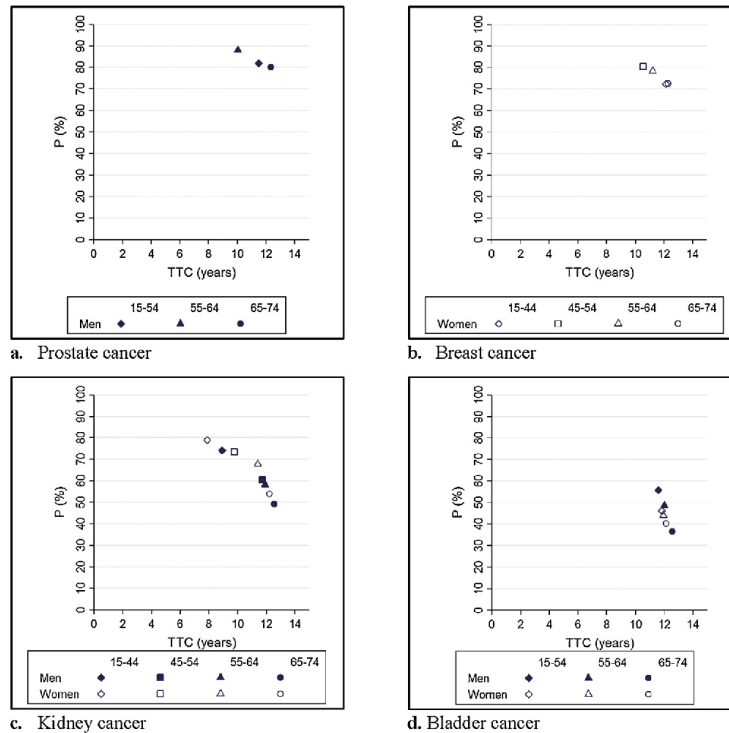 P (%)
100
90
80
70
60
50
40
30
20
10
0
0 2 4 6 8 10 12 14
TTC (years)
15-54 55-64 65-74
Men
a. Prostate cancer
P (%)
100
90
80
70
60
50
40
30
20
10
0
0 2 4 6 8 10 12 14
TTC (years)
15-44 45-54 55-64 65-74
Women
b. Breast cancer
P (%)
100
90
80
70
60
50
40
30
20
10
0
0 2 4 6 8 10 12 14
TTC (years)
15-44 45-54 55-64 65-74
Men
Women
c. Kidney cancer
P (%)
100
90
80
70
60
50
40
30
20
10
0
0 2 4 6 8 10 12 14
TTC (years)
15-54 55-64 65-74
Men
Women
d. Bladder cancer